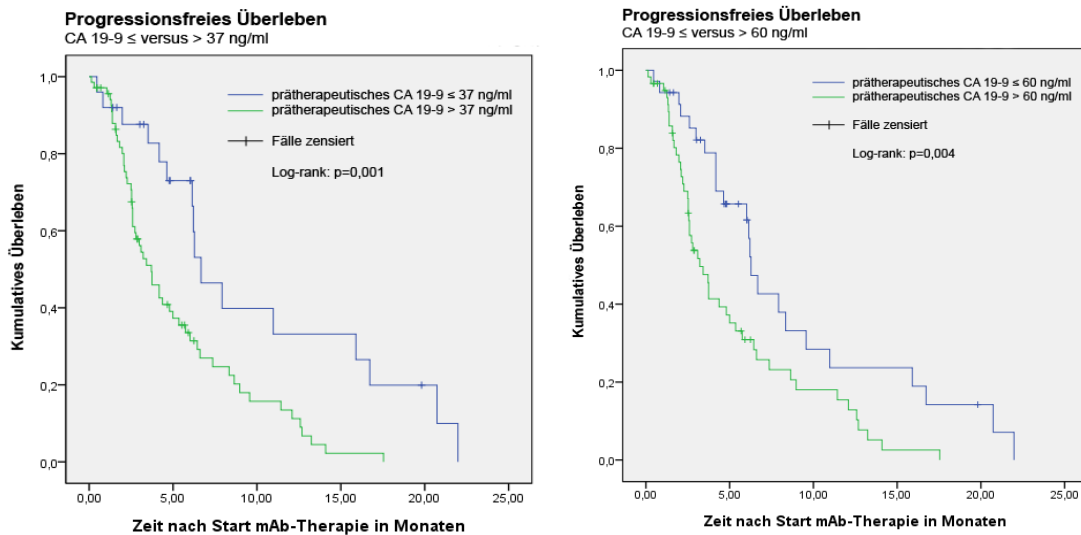 Progressionsfreies Überleben
CA 19-9 ≤ versus > 37 ng/ml
prätherapeutisches CA 19-9 ≤ 37 ng/ml
prätherapeutisches CA 19-9 > 37 ng/ml
Fälle zensiert
Log-rank: p=0,001
Kumulatives Überleben
1,0
0,8
0,6
0,4
0,2
0,0
0,00 5,00 10,00 15,00 20,00 25,00
Zeit nach Start mAb-Therapie in Monaten
Progressionsfreies Überleben
CA 19-9 ≤ versus > 60 ng/ml
prätherapeutisches CA 19-9 ≤ 60 ng/ml
prätherapeutisches CA 19-9 > 60 ng/ml
Fälle zensiert
Log-rank: p=0,004
Kumulatives Überleben
1,0
0,8
0,6
0,4
0,2
0,0
0,00 5,00 10,00 15,00 20,00 25,00
Zeit nach Start mAb-Therapie in Monaten